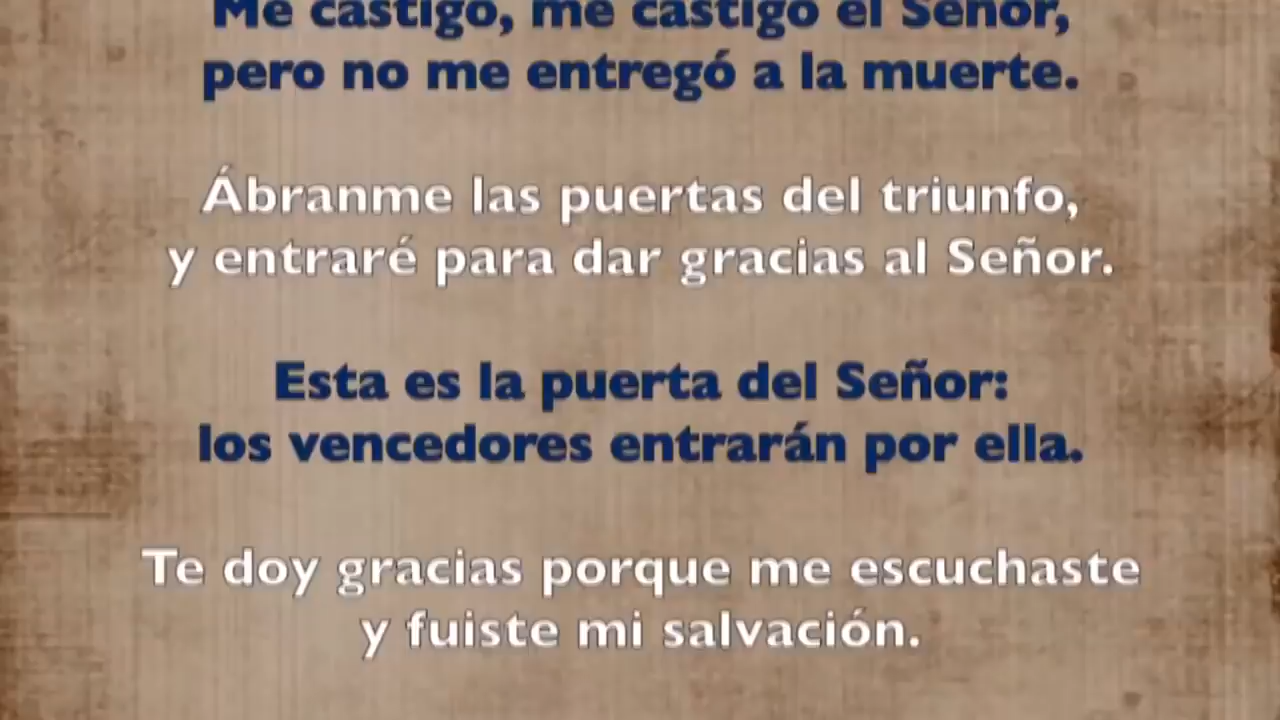 Me castigó, me castigó el Señor,
pero no me entregó a la muerte.
Ábranme las puertas del triunfo,
y entraré para dar gracias al Señor.
Esta es la puerta del Señor:
los vencedores entrarán por ella.
Te doy gracias porque me escuchaste
y fuiste mi salvación.